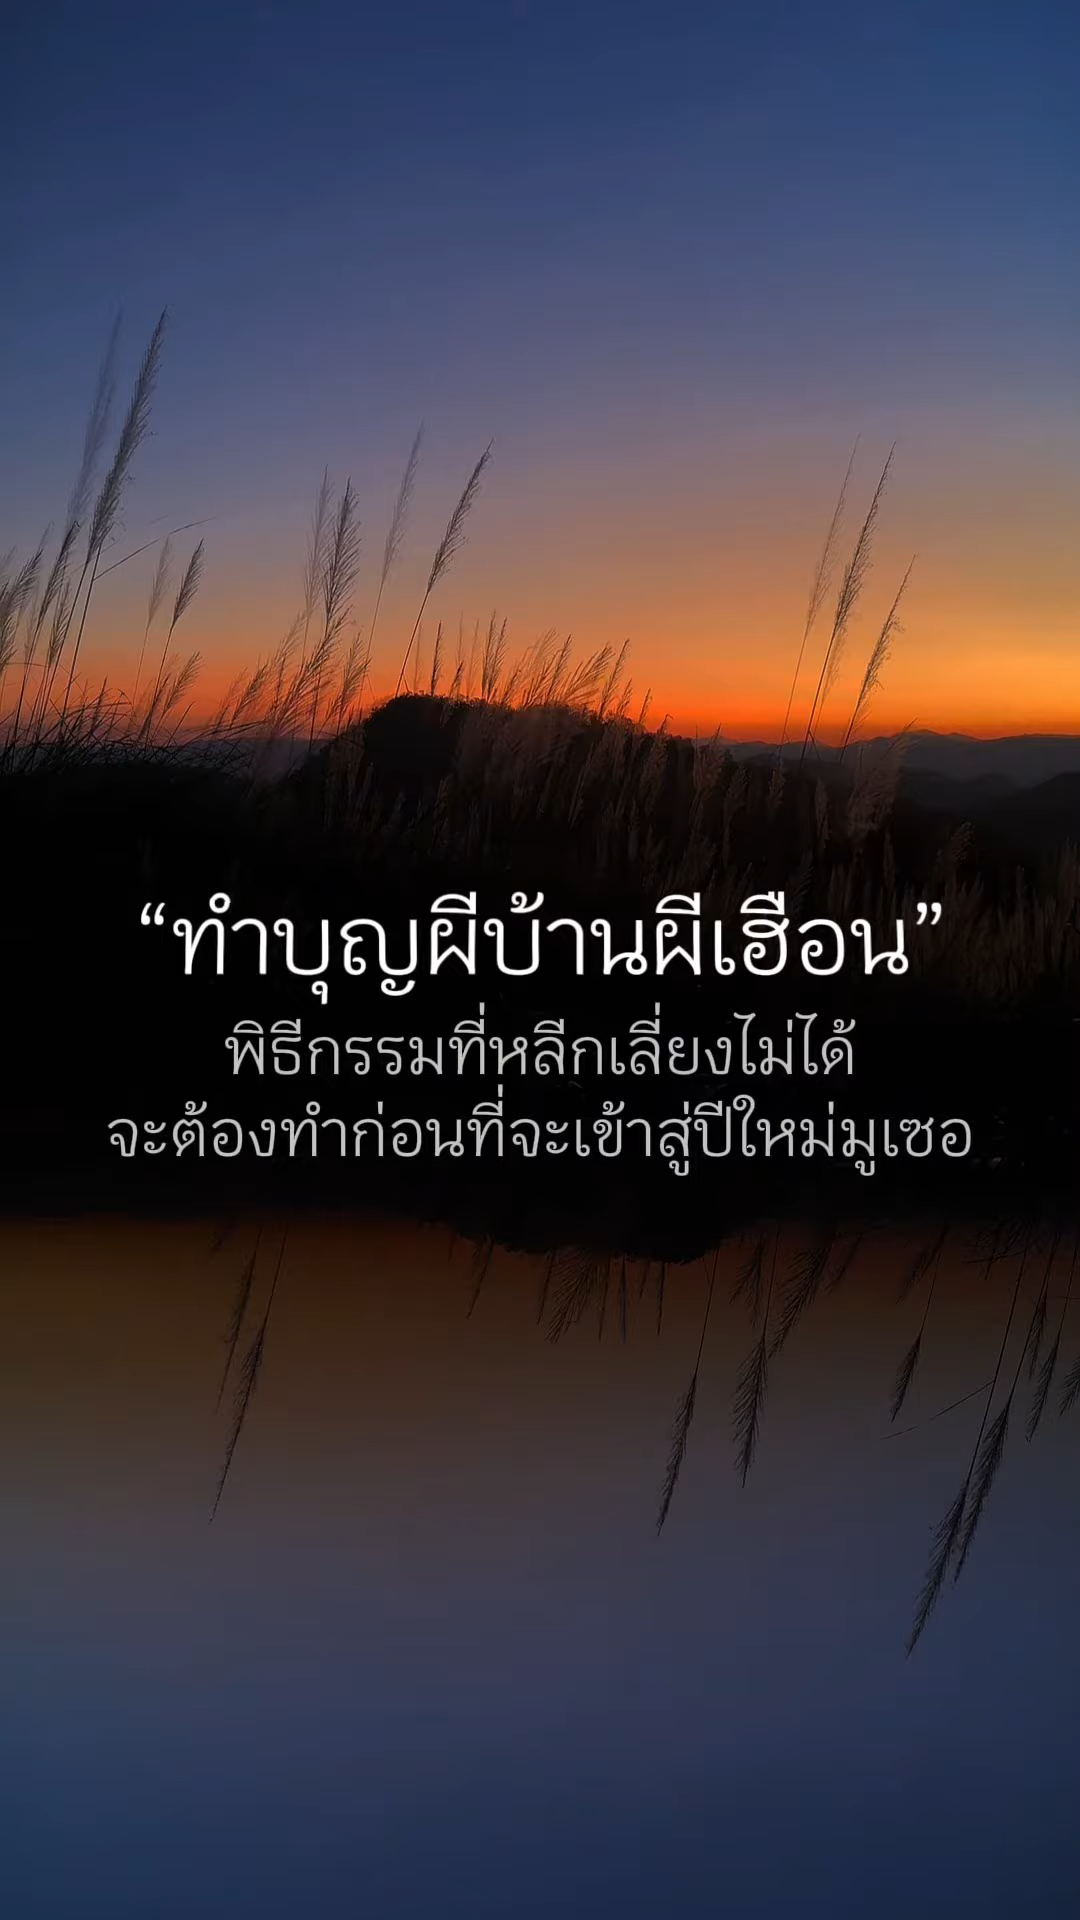 “ทำบุญผีบ้านผีเฮือน”
พิธีกรรมที่หลีกเลี่ยงไม่ได้
จะต้องทำก่อนที่จะเข้าสู่ปีใหม่มูเซอ